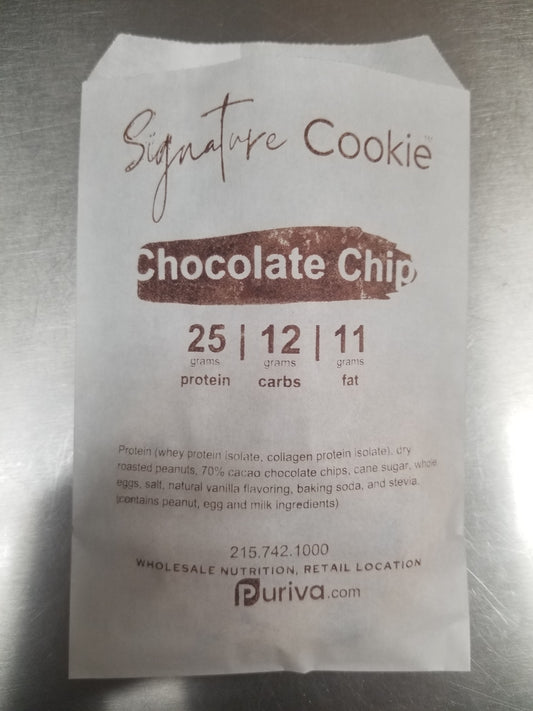 Signature Cookie™
Chocolate Chip
25 | 12 | 11
grams grams grams
protein carbs fat
Protein (whey protein isolate, collagen protein isolate), dry
roasted peanuts, 70% cacao chocolate chips, cane sugar, whole
eggs, salt, natural vanilla flavoring, baking soda, and stevia.
(contains peanut, egg and milk ingredients)
215.742.1000
WHOLESALE NUTRITION, RETAIL LOCATION
Puriva.com